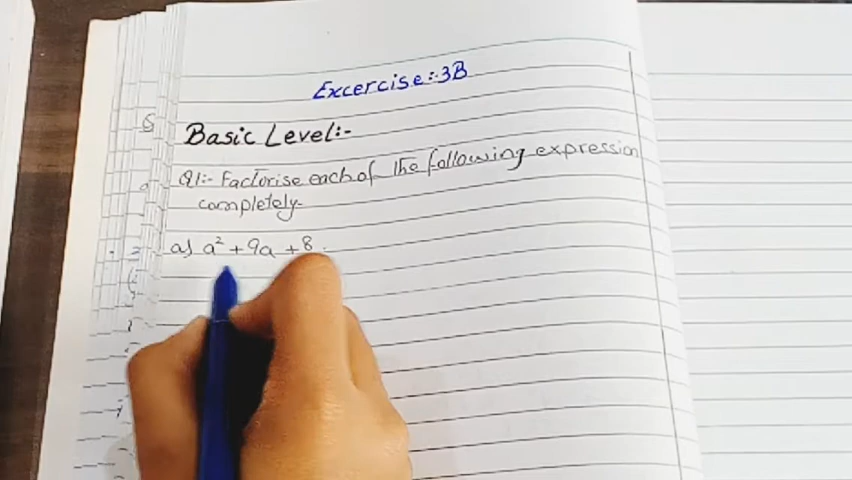 Excercise:-3B
Basic Level:-
Q1:- Factorise each of the following expression
completely-
a) a² + 9a + 8.